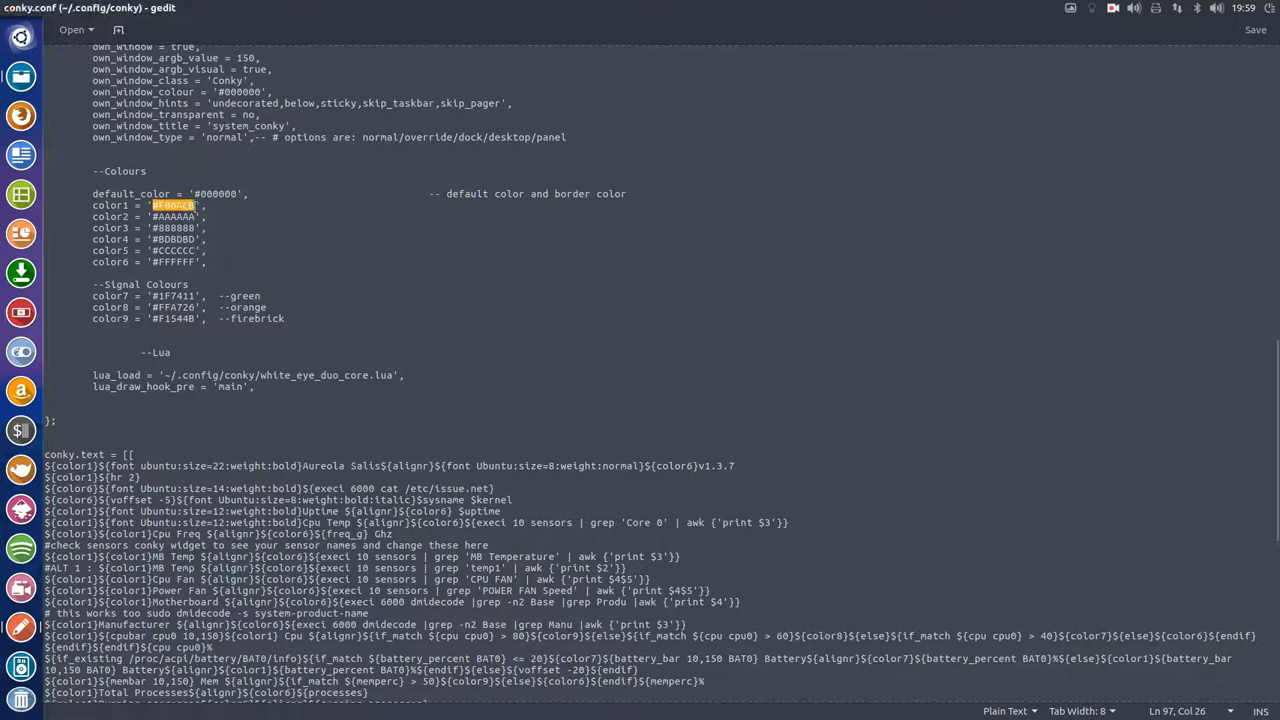 conky.conf (~/.config/conky) - gedit
19:59
Open
Save
own_window = true,
own_window_argb_value = 150,
own_window_argb_visual = true,
own_window_class = 'Conky',
own_window_colour = '#000000',
own_window_hints = 'undecorated,below,sticky,skip_taskbar,skip_pager',
own_window_transparent = no,
own_window_title = 'system_conky',
own_window_type = 'normal',-- # options are: normal/override/dock/desktop/panel
--Colours
default_color = '#000000', -- default color and border color
color1 = '
color2 = '#AAAAAA',
color3 = '#888888',
color4 = '#BDBDBD',
color5 = '#CCCCCC',
color6 = '#FFFFFF',
--Signal Colours
color7 = '#1F7411', --green
color8 = '#FFA726', --orange
color9 = '#F1544B', --firebrick
--Lua
lua_load = '~/.config/conky/white_eye_duo_core.lua',
lua_draw_hook_pre = 'main',
};
conky.text = [[
${color1}${font ubuntu:size=22:weight:bold}Aureola Salis${alignr}${font Ubuntu:size=8:weight:normal}${color6}v1.3.7
${color1}${hr 2}
${color6}${font Ubuntu:size=14:weight:bold}${execi 6000 cat /etc/issue.net}
${color6}${voffset -5}${font Ubuntu:size=8:weight:bold:italic}$sysname $kernel
${color1}${font Ubuntu:size=12:weight:bold}Uptime ${alignr}${color6} $uptime
${color1}${font Ubuntu:size=12:weight:bold}Cpu Temp ${alignr}${color6}${execi 10 sensors | grep 'Core 0' | awk {'print $3'}}
${color1}${color1}Cpu Freq ${alignr}${color6}${freq_g} Ghz
#check sensors conky widget to see your sensor names and change these here
${color1}${color1}MB Temp ${alignr}${color6}${execi 10 sensors | grep 'MB Temperature' | awk {'print $3'}}
#ALT 1 : ${color1}MB Temp ${alignr}${color6}${execi 10 sensors | grep 'temp1' | awk {'print $2'}}
${color1}${color1}Cpu Fan ${alignr}${color6}${execi 10 sensors | grep 'CPU FAN' | awk {'print $4$5'}}
${color1}${color1}Power Fan ${alignr}${color6}${execi 10 sensors | grep 'POWER FAN Speed' | awk {'print $4$5'}}
${color1}${color1}Motherboard ${alignr}${color6}${execi 6000 dmidecode |grep -n2 Base |grep Produ |awk {'print $4'}}
# this works too sudo dmidecode -s system-product-name
${color1}${color1}Manufacturer ${alignr}${color6}${execi 6000 dmidecode |grep -n2 Base |grep Manu |awk {'print $3'}}
${color1}${cpubar cpu0 10,150}${color1} Cpu ${alignr}${if_match ${cpu cpu0} > 80}${color9}${else}${if_match ${cpu cpu0} > 60}${color8}${else}${if_match ${cpu cpu0} > 40}${color7}${else}${color6}${endif}
${endif}${endif}${cpu cpu0}%
${if_existing /proc/acpi/battery/BAT0/info}${if_match ${battery_percent BAT0} <= 20}${color7}${battery_bar 10,150 BAT0} Battery${alignr}${color7}${battery_percent BAT0}%${else}${color1}${battery_bar
10,150 BAT0} Battery${alignr}${color1}${battery_percent BAT0}%${endif}${else}${voffset -20}${endif}
${color1}${membar 10,150} Mem ${alignr}${if_match ${memperc} > 50}${color9}${else}${color6}${endif}${memperc}%
${color1}Total Processes${alignr}${color6}${processes}
Plain Text
Tab Width: 8
Ln 97, Col 26
INS